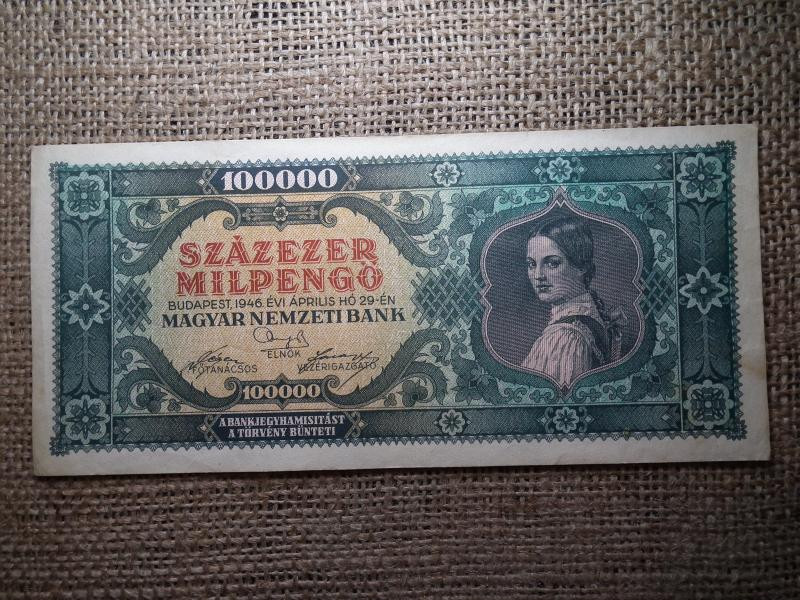 100000
SZÁZEZER
MILPENGŐ
BUDAPEST, 1946. ÉVI ÁPRILIS HÓ 29-ÉN
MAGYAR NEMZETI BANK
ELNÖK
FŐTANÁCSOS
VEZÉRIGAZGATÓ
100000
A BANKJEGYHAMISITÁST
A TÖRVÉNY BÜNTETI